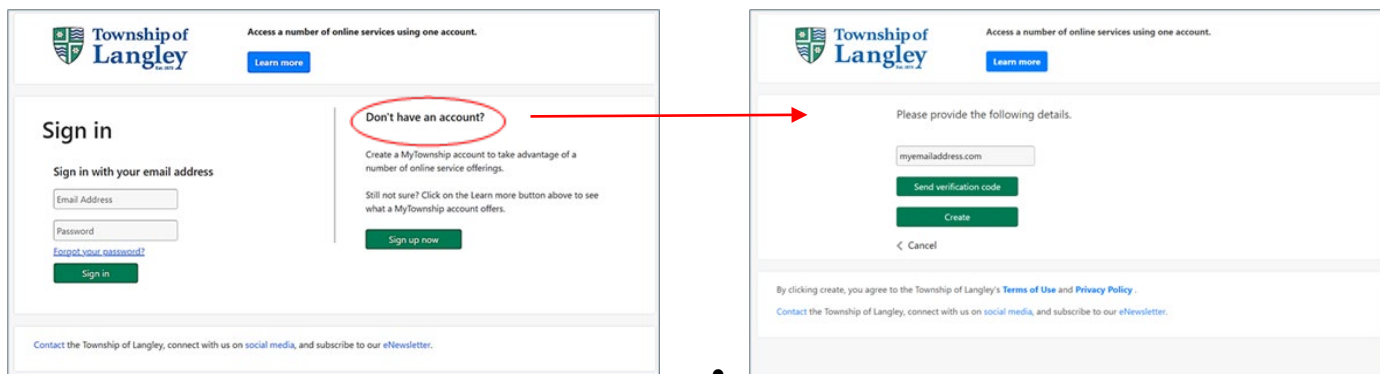 Township of
Langley
Est. 1873
Access a number of online services using one account.
Learn more
Sign in
Sign in with your email address
Email Address
Password
Forgot your password?
Sign in
Don't have an account?
Create a MyTownship account to take advantage of a
number of online service offerings.
Still not sure? Click on the Learn more button above to see
what a MyTownship account offers.
Sign up now
Contact the Township of Langley, connect with us on social media, and subscribe to our eNewsletter.
Township of
Langley
Est. 1873
Access a number of online services using one account.
Learn more
Please provide the following details.
myemailaddress.com
Send verification code
Create
< Cancel
By clicking create, you agree to the Township of Langley's Terms of Use and Privacy Policy .
Contact the Township of Langley, connect with us on social media, and subscribe to our eNewsletter.